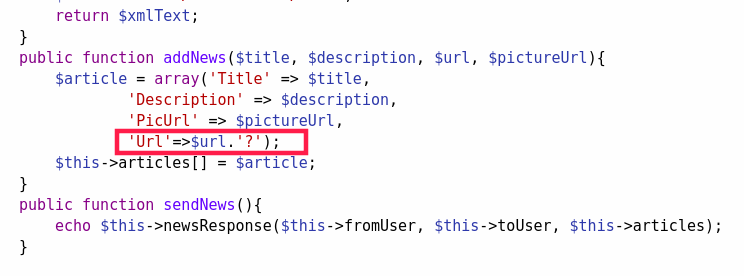 return $xmlText;
}
public function addNews($title, $description, $url, $pictureUrl){
$article = array('Title' => $title,
'Description' => $description,
'PicUrl' => $pictureUrl,
'Url'=>$url.'?');
$this->articles[] = $article;
}
public function sendNews(){
echo $this->newsResponse($this->fromUser, $this->toUser, $this->articles);
}